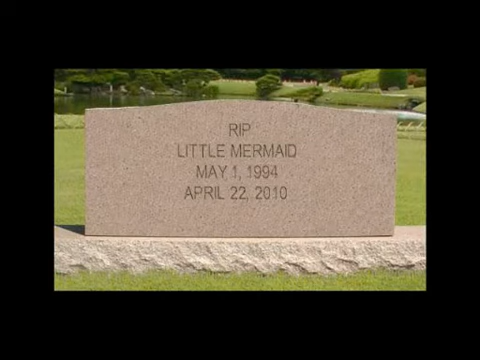 RIP
LITTLE MERMAID
MAY 1, 1994
APRIL 22, 2010